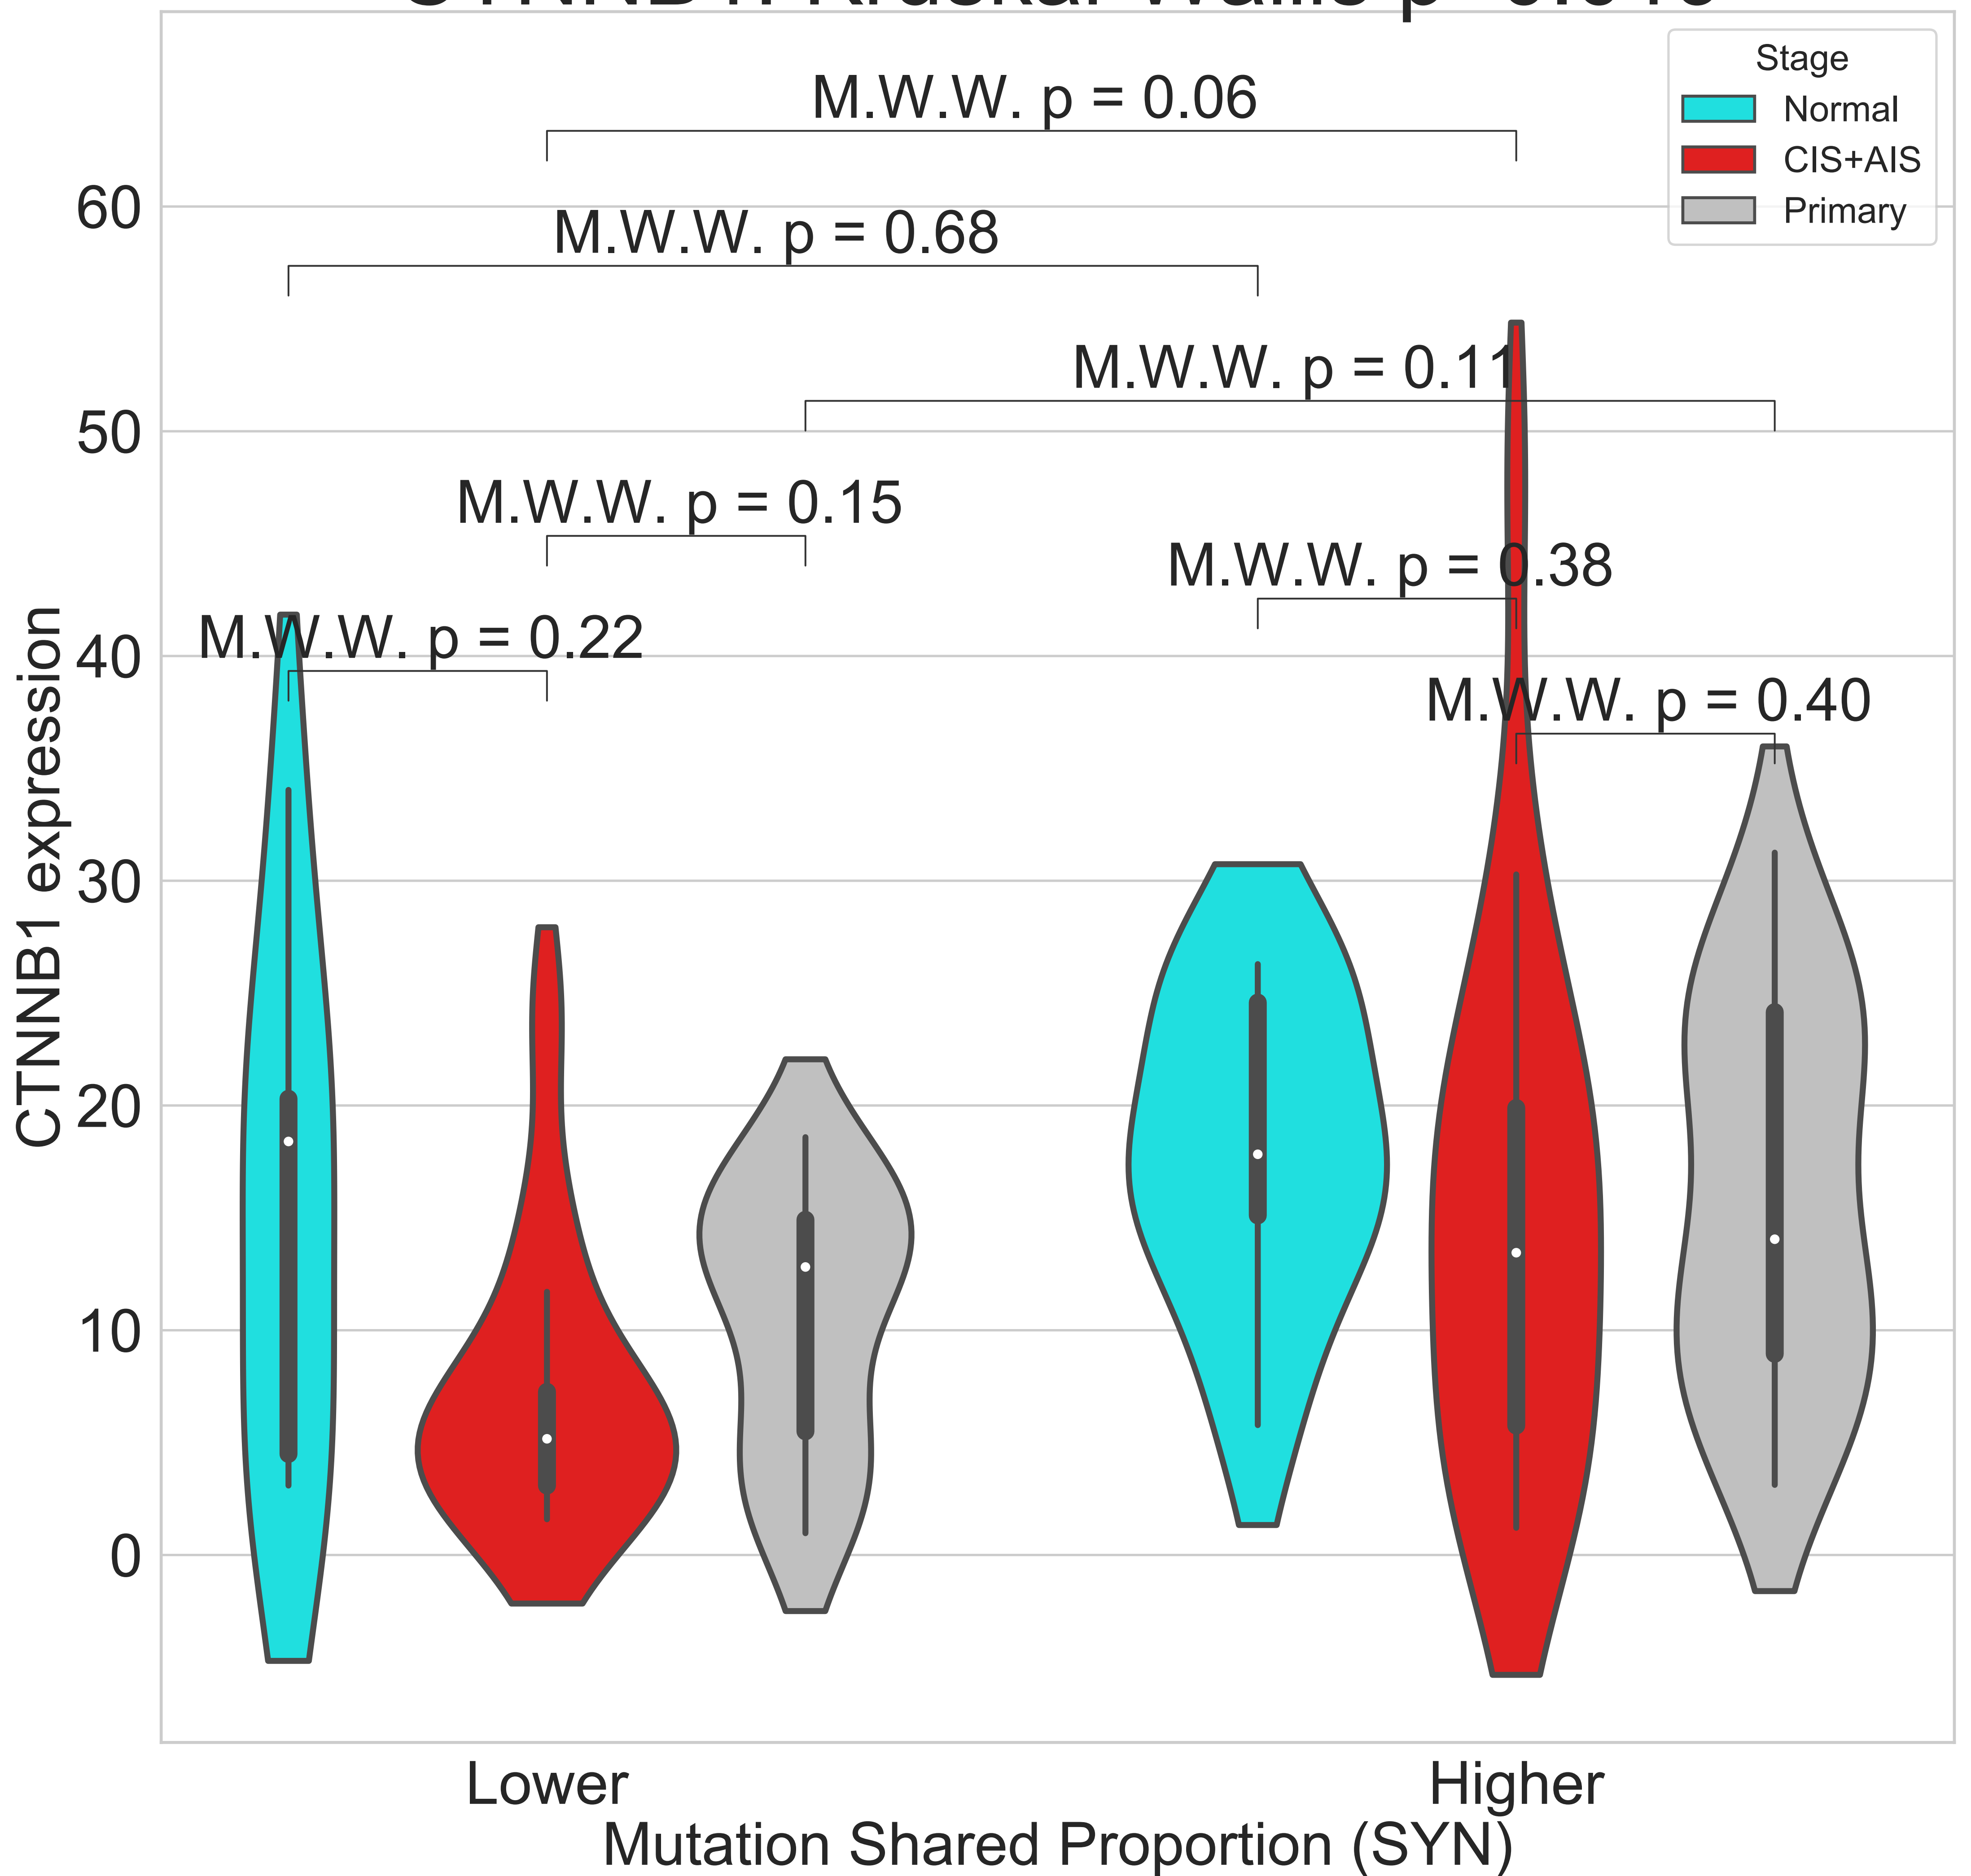 Stage
Normal
CIS+AIS
Primary
M.W.W. p = 0.06
M.W.W. p = 0.68
M.W.W. p = 0.11
M.W.W. p = 0.15
M.W.W. p = 0.38
M.W.W. p = 0.22
M.W.W. p = 0.40
CTNNB1 expression
60
50
40
30
20
10
0
Lower
Higher
Mutation Shared Proportion (SYN)